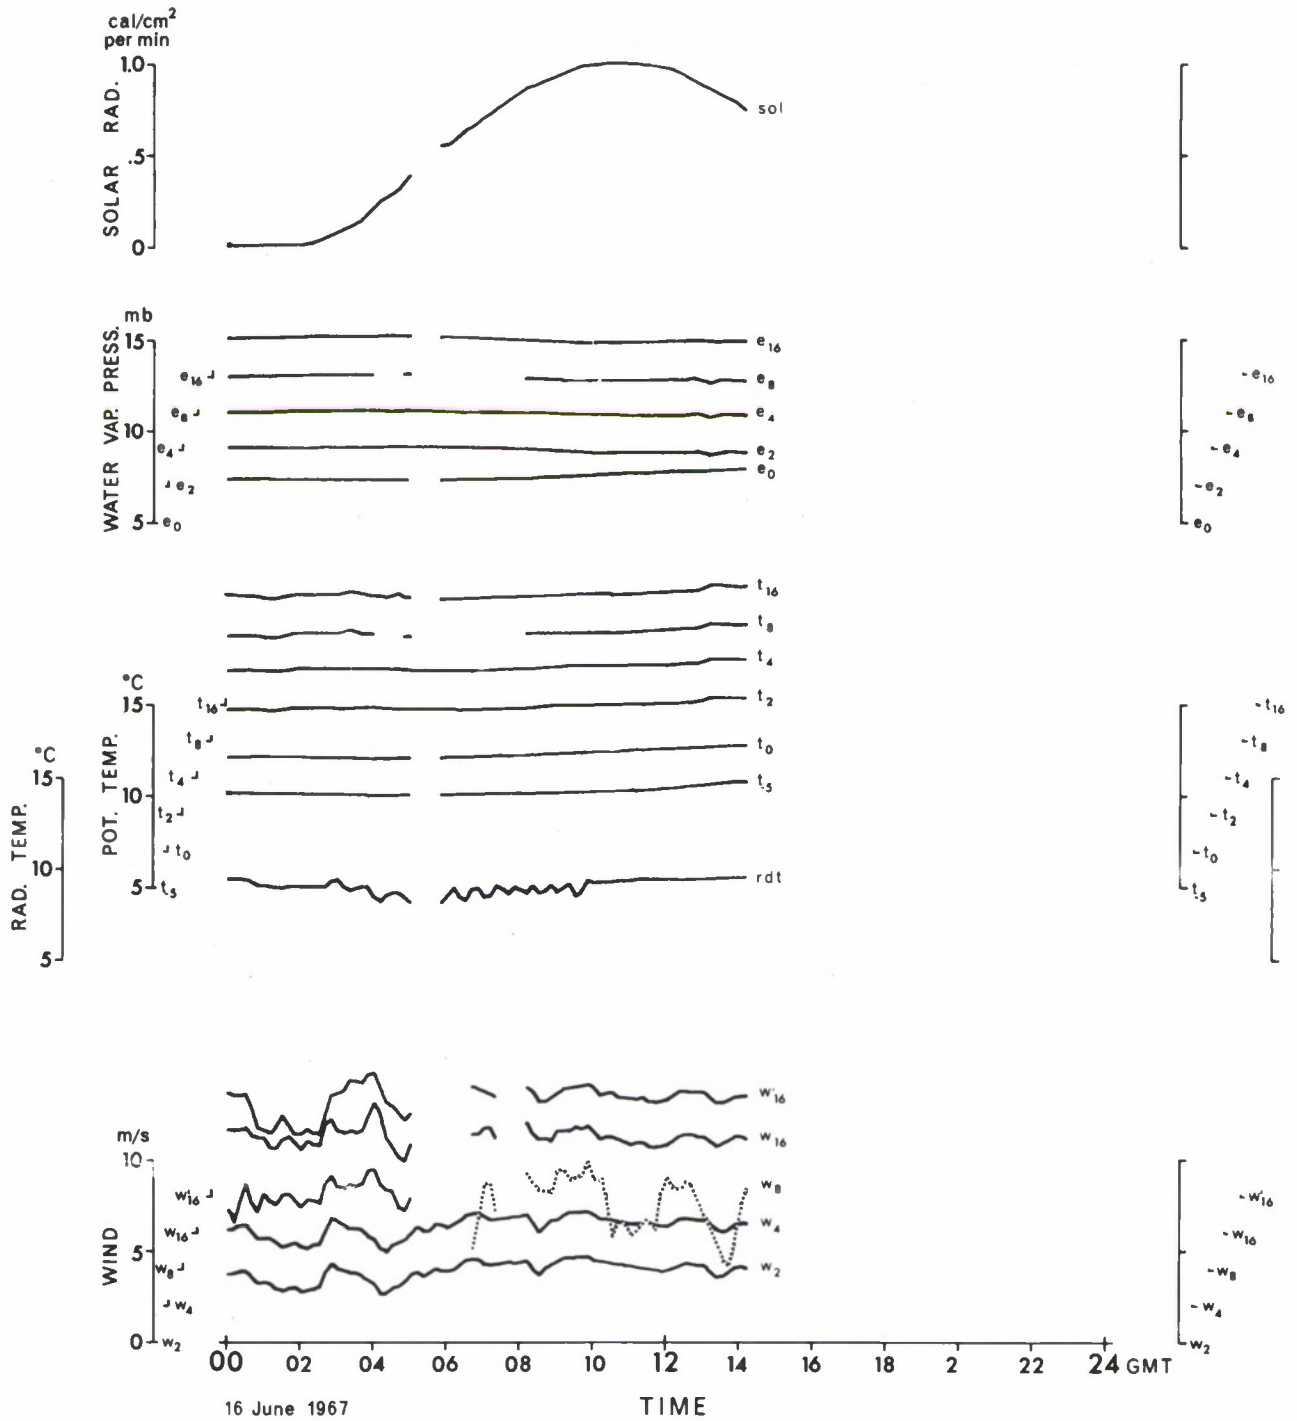 cal/cm²
per min
SOLAR RAD.
1.0
.5
0
sol
mb
WATER VAP. PRESS.
15
10
5
e₁₆
e₈
e₄
e₂
e₀
e₁₆
e₈
e₄
e₂
e₀
-e₁₆
-e₈
-e₄
-e₂
e₀
°C
POT. TEMP.
15
10
5
t₁₆
t₈
t₄
t₂
t₀
t.₅
t₁₆
t₈
t₄
t₂
t₀
t.₅
rdt
-t₁₆
-t₈
-t₄
-t₂
-t₀
t.₅
°C
RAD. TEMP.
15
10
5
m/s
WIND
10
5
0
w'₁₆
w₁₆
w₈
w₄
w₂
w'₁₆
w₁₆
w₈
w₄
w₂
-w'₁₆
-w₁₆
-w₈
-w₄
w₂
00 02 04 06 08 10 12 14 16 18 2 22 24 GMT
16 June 1967
TIME